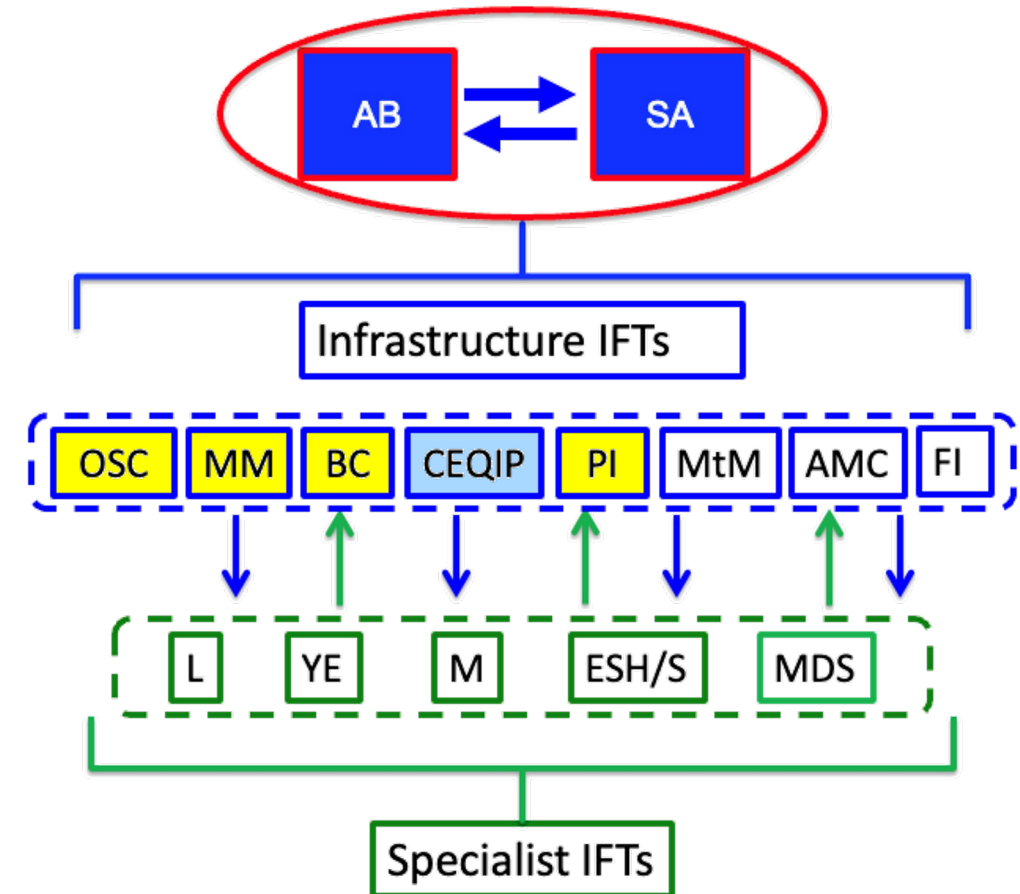 AB SA
Infrastructure IFTs
OSC MM BC CEQIP PI MtM AMC FI
L YE M ESH/S MDS
Specialist IFTs